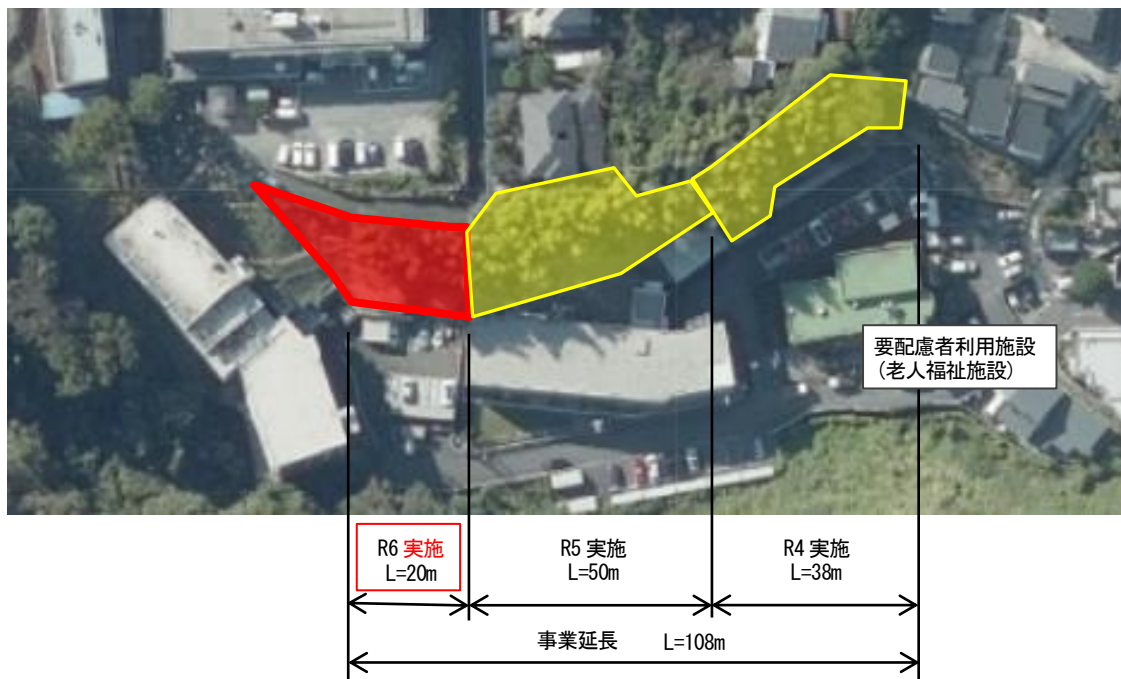 要配慮者利用施設
(老人福祉施設)
R6 実施
L=20m
R5 実施
L=50m
R4 実施
L=38m
事業延長 L=108m